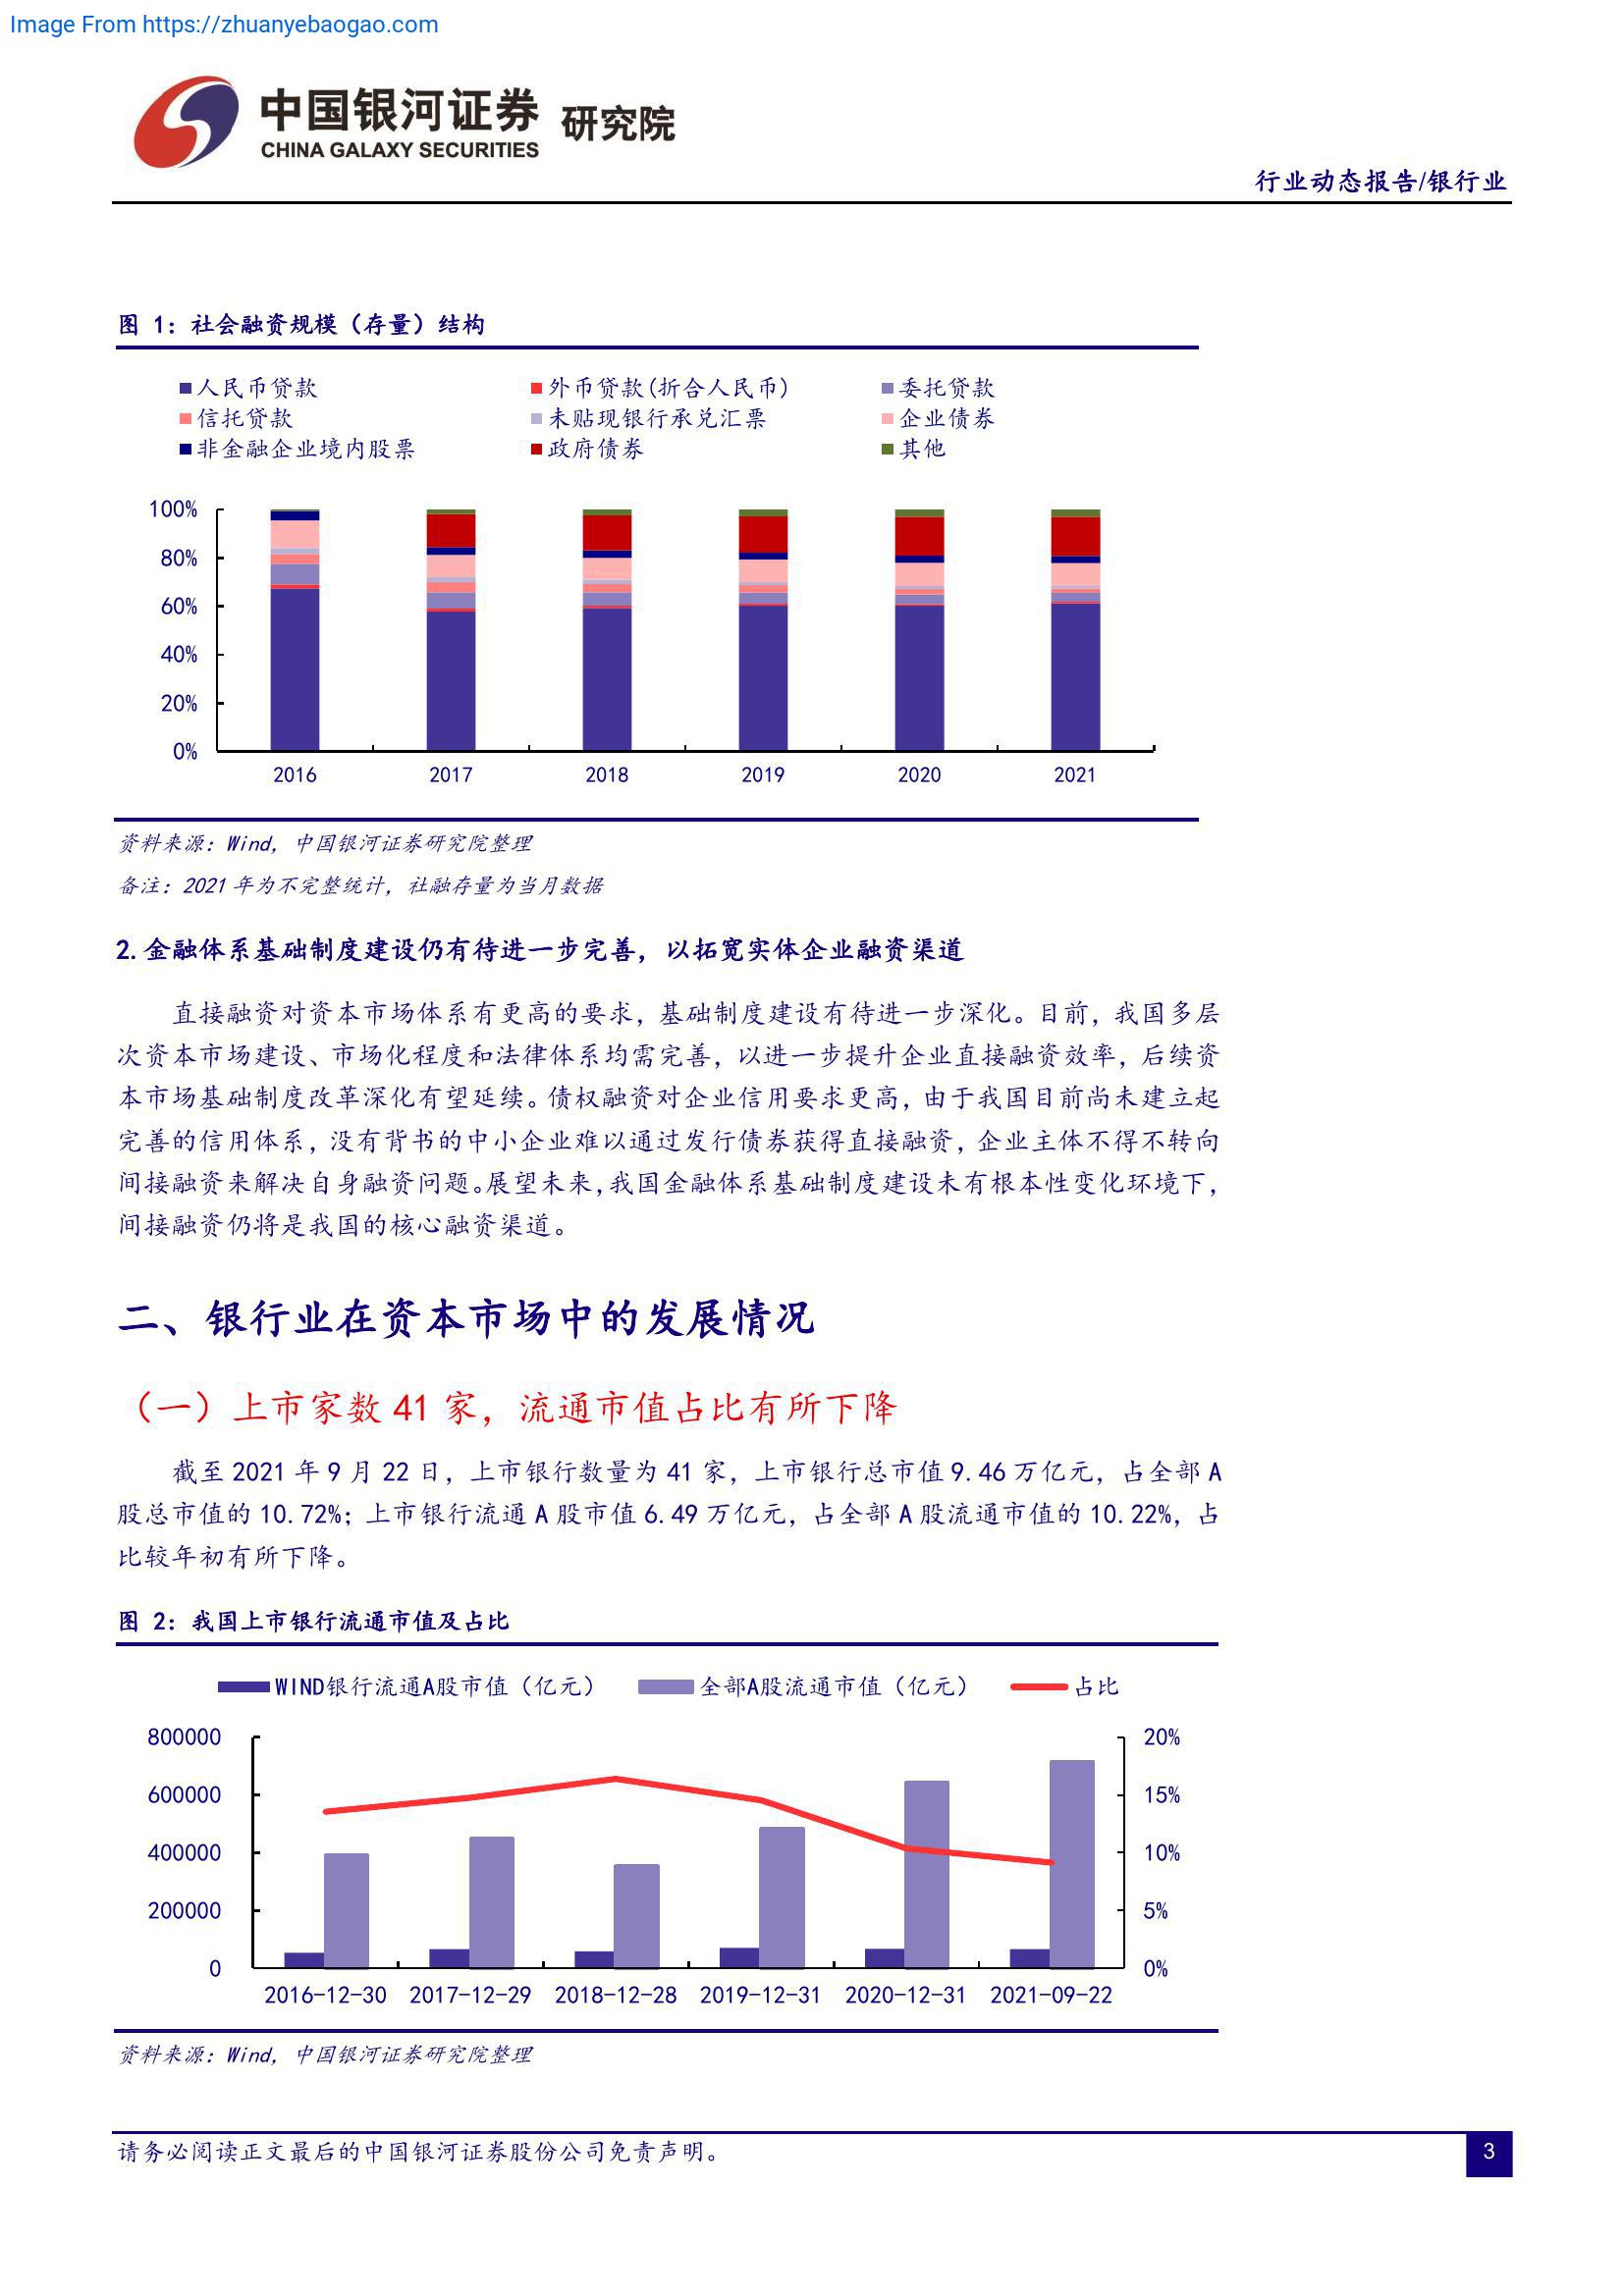 Image From https://zhuanyebaogao.com
中国银河证券 研究院
CHINA GALAXY SECURITIES
行业动态报告/银行业
图 1：社会融资规模（存量）结构
人民币贷款 外币贷款(折合人民币) 委托贷款
信托贷款 未贴现银行承兑汇票 企业债券
非金融企业境内股票 政府债券 其他
100%
80%
60%
40%
20%
0%
2016 2017 2018 2019 2020 2021
资料来源：Wind，中国银河证券研究院整理
备注：2021 年为不完整统计，社融存量为当月数据
2.金融体系基础制度建设仍有待进一步完善，以拓宽实体企业融资渠道
直接融资对资本市场体系有更高的要求，基础制度建设有待进一步深化。目前，我国多层
次资本市场建设、市场化程度和法律体系均需完善，以进一步提升企业直接融资效率，后续资
本市场基础制度改革深化有望延续。债权融资对企业信用要求更高，由于我国目前尚未建立起
完善的信用体系，没有背书的中小企业难以通过发行债券获得直接融资，企业主体不得不转向
间接融资来解决自身融资问题。展望未来，我国金融体系基础制度建设未有根本性变化环境下，
间接融资仍将是我国的核心融资渠道。
二、银行业在资本市场中的发展情况
（一）上市家数 41 家，流通市值占比有所下降
截至 2021 年 9 月 22 日，上市银行数量为 41 家，上市银行总市值 9.46 万亿元，占全部 A
股总市值的 10.72%；上市银行流通 A 股市值 6.49 万亿元，占全部 A 股流通市值的 10.22%，占
比较年初有所下降。
图 2：我国上市银行流通市值及占比
WIND银行流通A股市值（亿元） 全部A股流通市值（亿元） 占比
800000 20%
600000 15%
400000 10%
200000 5%
0 0%
2016-12-30 2017-12-29 2018-12-28 2019-12-31 2020-12-31 2021-09-22
资料来源：Wind，中国银河证券研究院整理
请务必阅读正文最后的中国银河证券股份公司免责声明。
3